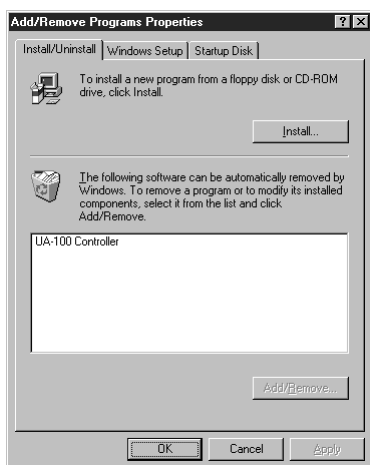 Add/Remove Programs Properties
Install/Uninstall
Windows Setup
Startup Disk
To install a new program from a floppy disk or CD-ROM
drive, click Install.
Install...
The following software can be automatically removed by
Windows. To remove a program or to modify its installed
components, select it from the list and click
Add/Remove.
UA-100 Controller
Add/Remove...
OK
Cancel
Apply